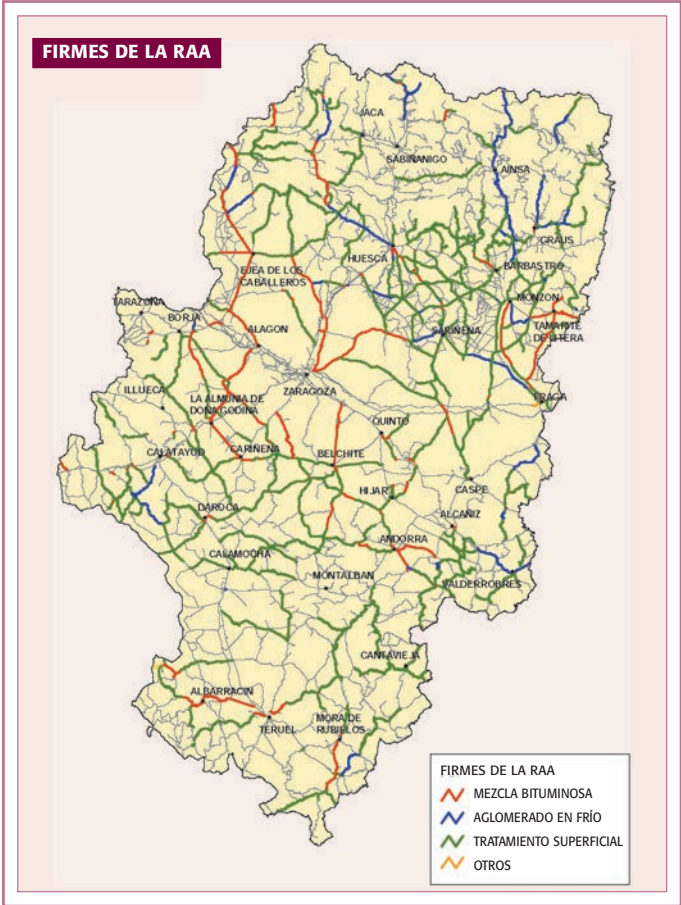 FIRMES DE LA RAA
JACA
SABIÑANIGO
AINSA
GRAUS
HUESCA
BARBASTRO
EJEA DE LOS
CABALLEROS
MONZON
TARAZONA
BORJA
TAMARITE
DE LITERA
ALAGON
SARIÑENA
ILLUECA
LA ALMUNIA DE
DOÑA GODINA
ZARAGOZA
FRAGA
QUINTO
CALATAYUD
CARIÑENA
BELCHITE
HIJAR
CASPE
DAROCA
ALCAÑIZ
ANDORRA
CALAMOCHA
MONTALBAN
VALDERROBRES
CANTAVIEJA
ALBARRACIN
TERUEL
MORA DE
RUBIELOS
FIRMES DE LA RAA
MEZCLA BITUMINOSA
AGLOMERADO EN FRÍO
TRATAMIENTO SUPERFICIAL
OTROS